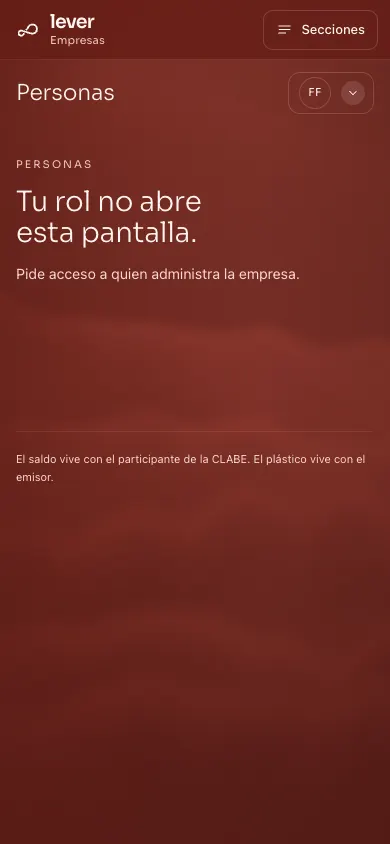 lever
Empresas
Secciones
Personas
FF
PERSONAS
Tu rol no abre
esta pantalla.
Pide acceso a quien administra la empresa.
El saldo vive con el participante de la CLABE. El plástico vive con el
emisor.